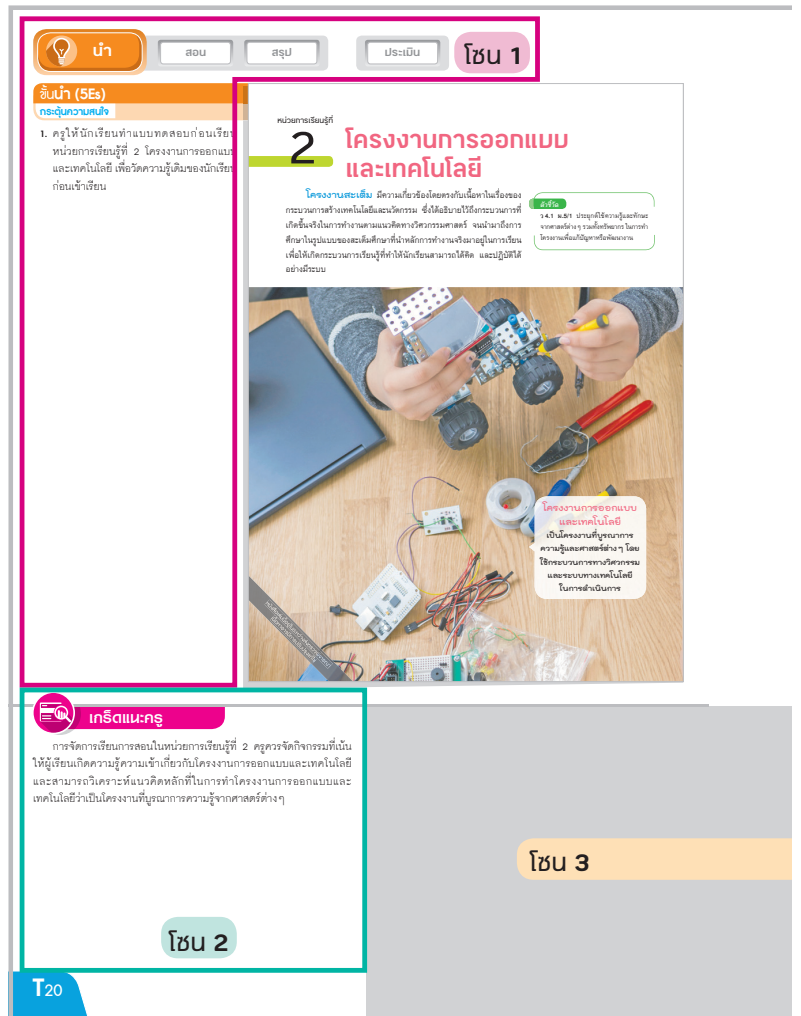 นำ
สอน
สรุป
ประเมิน
โซน 1
ขั้นนำ (5Es)
กระตุ้นความสนใจ
1. ครูให้นักเรียนทำแบบทดสอบก่อนเรียน
หน่วยการเรียนรู้ที่ 2 โครงงานการออกแบบ
และเทคโนโลยี เพื่อวัดความรู้เดิมของนักเรียน
ก่อนเข้าเรียน
หน่วยการเรียนรู้ที่
2
โครงงานการออกแบบ
และเทคโนโลยี
โครงงานสะเต็ม มีความเกี่ยวข้องโดยตรงกับเนื้อหาในเรื่องของ
กระบวนการสร้างเทคโนโลยีและนวัตกรรม ซึ่งได้อธิบายไว้ถึงกระบวนการที่
เกิดขึ้นจริงในการทำงานตามแนวคิดทางวิศวกรรมศาสตร์ จนนำมาถึงการ
ศึกษาในรูปแบบของสะเต็มศึกษาที่นำหลักการทำงานจริงมาอยู่ในการเรียน
เพื่อให้เกิดกระบวนการเรียนรู้ที่ทำให้นักเรียนสามารถได้คิด และปฏิบัติได้
อย่างมีระบบ
ตัวชี้วัด
ว 4.1 ม.5/1 ประยุกต์ใช้ความรู้และทักษะ
จากศาสตร์ต่าง ๆ รวมทั้งทรัพยากร ในการทำ
โครงงานเพื่อแก้ปัญหาหรือพัฒนางาน
โครงงานการออกแบบ
และเทคโนโลยี
เป็นโครงงานที่บูรณาการ
ความรู้และศาสตร์ต่าง ๆ โดย
ใช้กระบวนการทางวิศวกรรม
และระบบทางเทคโนโลยี
ในการดำเนินการ
เกร็ดแนะครู
การจัดการเรียนการสอนในหน่วยการเรียนรู้ที่ 2 ครูควรจัดกิจกรรมที่เน้น
ให้ผู้เรียนเกิดความรู้ความเข้าเกี่ยวกับโครงงานการออกแบบและเทคโนโลยี
และสามารถวิเคราะห์แนวคิดหลักที่ในการทำโครงงานการออกแบบและ
เทคโนโลยีว่าเป็นโครงงานที่บูรณาการความรู้จากศาสตร์ต่างๆ
โซน 3
โซน 2
T20